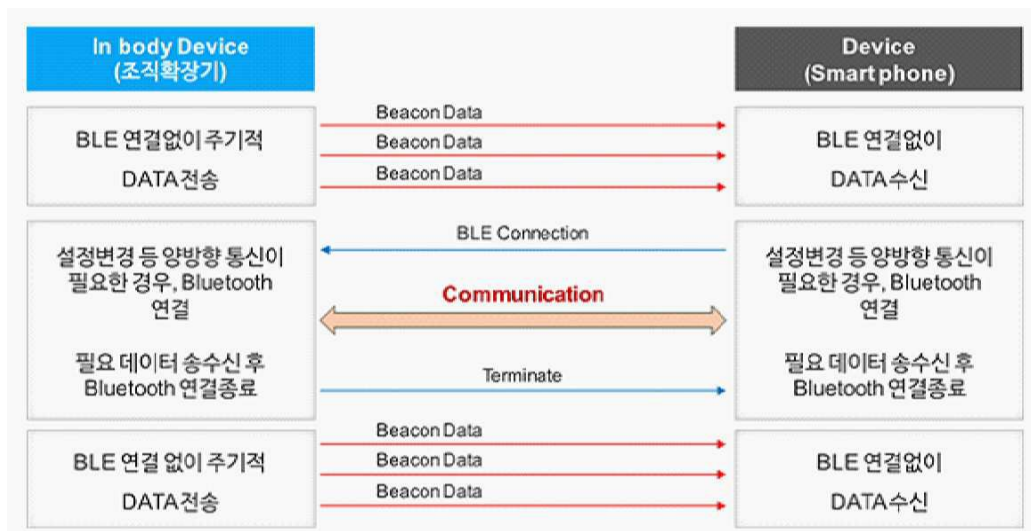 In body Device
(조직확장기)
Device
(Smart phone)
BLE 연결없이 주기적
DATA전송
Beacon Data
Beacon Data
Beacon Data
BLE 연결없이
DATA수신
설정변경 등 양방향 통신이
필요한 경우, Bluetooth
연결
필요 데이터 송수신 후
Bluetooth 연결종료
BLE Connection
Communication
Terminate
설정변경 등 양방향 통신이
필요한 경우, Bluetooth
연결
필요 데이터 송수신 후
Bluetooth 연결종료
BLE 연결 없이 주기적
DATA전송
Beacon Data
Beacon Data
Beacon Data
BLE 연결없이
DATA수신